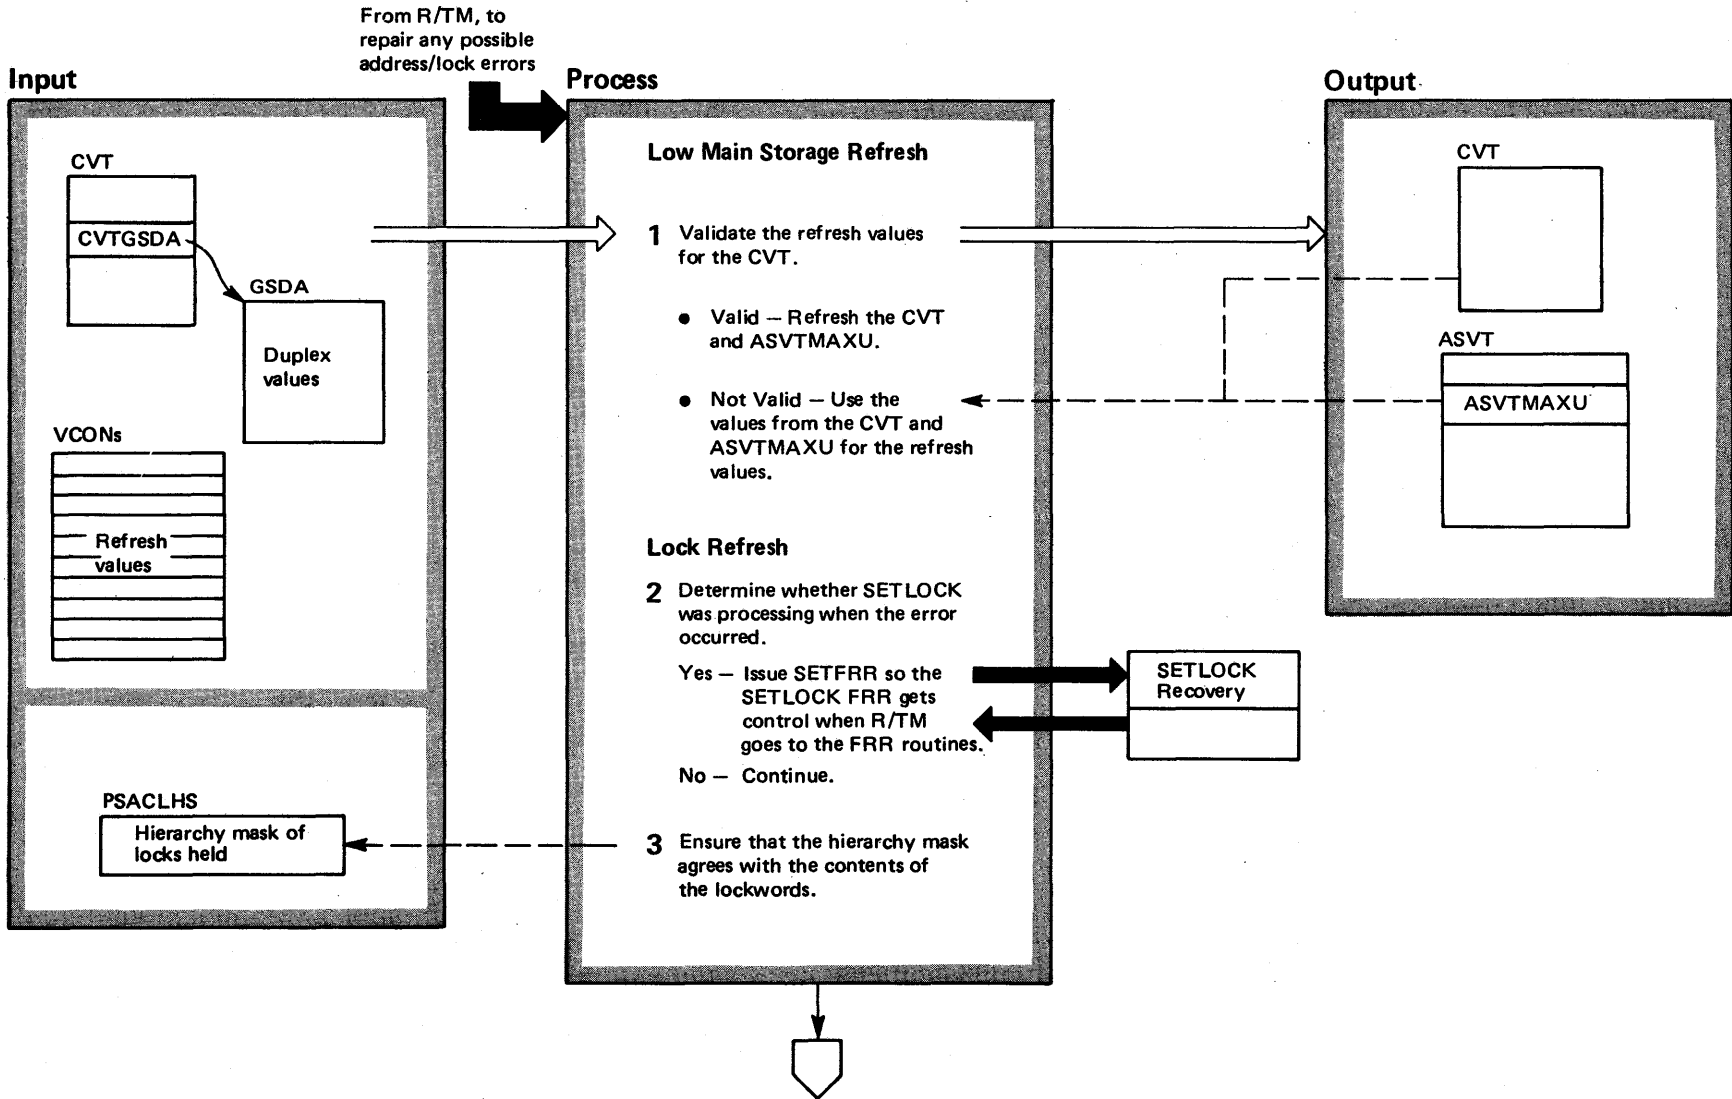 From R/TM, to
repair any possible
address/lock errors
Input
CVT
CVTGSDA
GSDA
Duplex
values
VCONs
Refresh
values
PSACLHS
Hierarchy mask of
locks held
Process
Low Main Storage Refresh
1 Validate the refresh values
for the CVT.
• Valid — Refresh the CVT
and ASVTMAXU.
• Not Valid — Use the
values from the CVT and
ASVTMAXU for the refresh
values.
Lock Refresh
2 Determine whether SETLOCK
was processing when the error
occurred.
Yes — Issue SETFRR so the
SETLOCK FRR gets
control when R/TM
goes to the FRR routines.
No — Continue.
3 Ensure that the hierarchy mask
agrees with the contents of
the lockwords.
SETLOCK
Recovery
Output
CVT
ASVT
ASVTMAXU